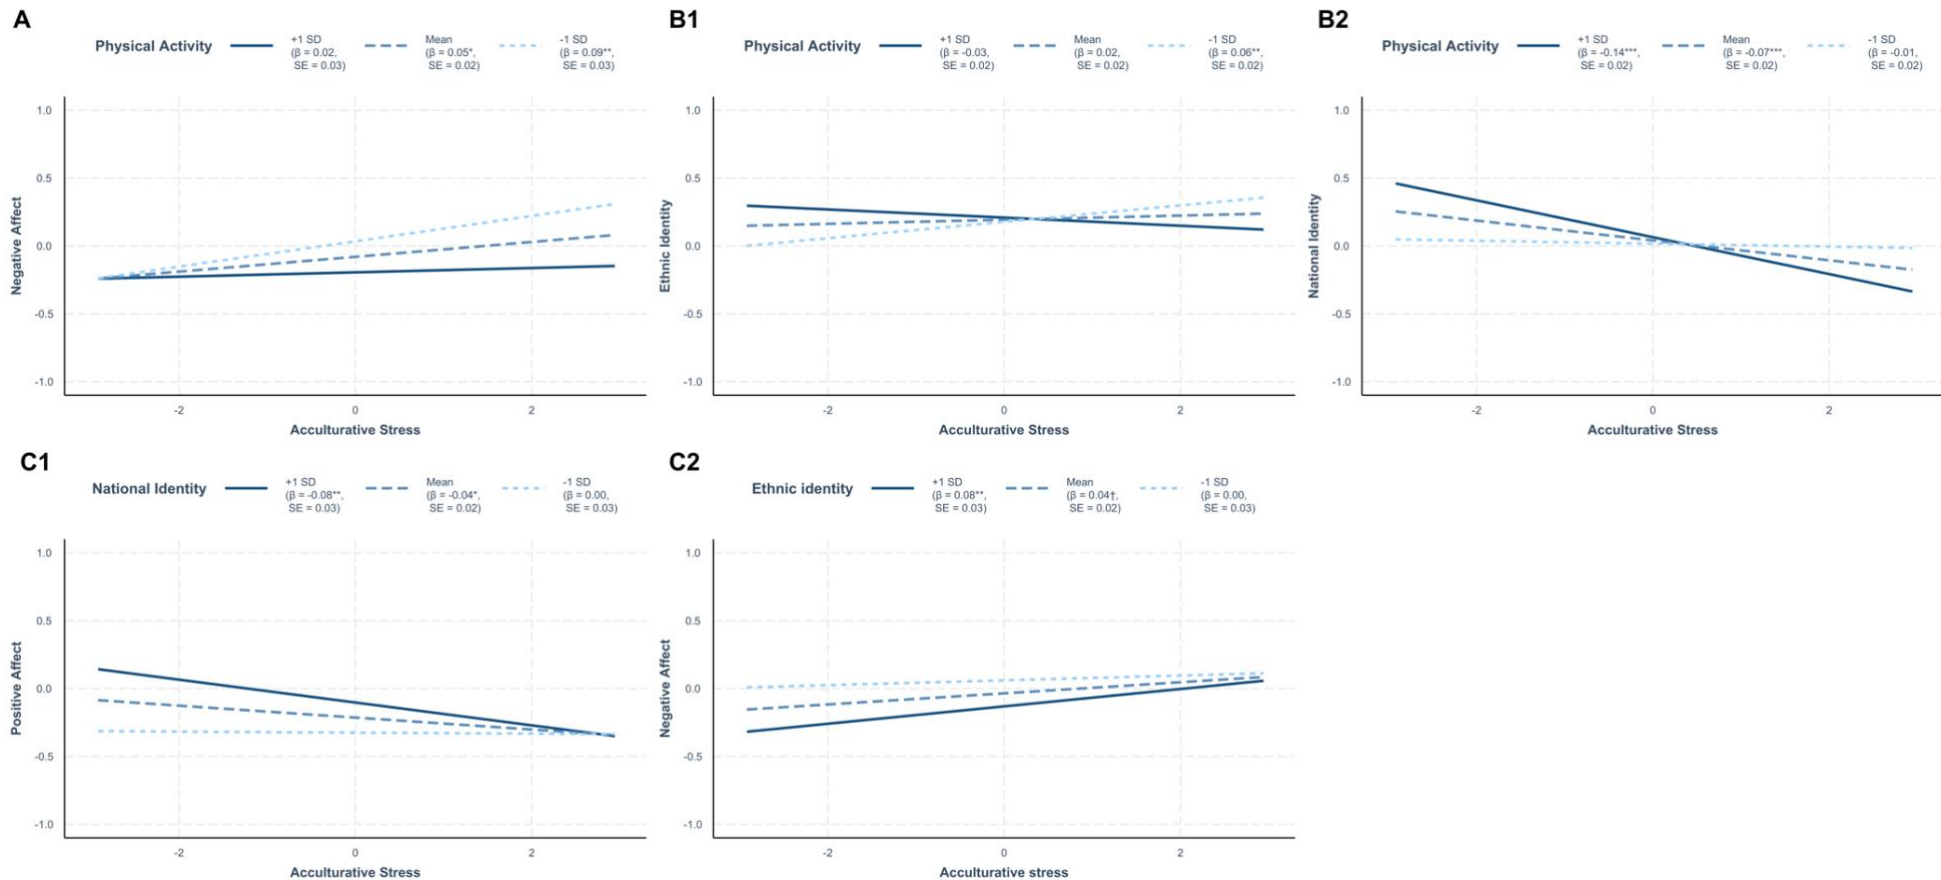 A
Physical Activity
+1 SD
(β = 0.02,
SE = 0.03)
Mean
(β = 0.05*,
SE = 0.02)
-1 SD
(β = 0.09**,
SE = 0.03)
1.0
0.5
0.0
-0.5
-1.0
Negative Affect
-2
0
2
Acculturative Stress
B1
Physical Activity
+1 SD
(β = -0.03,
SE = 0.02)
Mean
(β = 0.02,
SE = 0.02)
-1 SD
(β = 0.06**,
SE = 0.02)
1.0
0.5
0.0
-0.5
-1.0
Ethnic Identity
-2
0
2
Acculturative Stress
B2
Physical Activity
+1 SD
(β = -0.14***,
SE = 0.02)
Mean
(β = -0.07***,
SE = 0.02)
-1 SD
(β = -0.01,
SE = 0.02)
1.0
0.5
0.0
-0.5
-1.0
National Identity
-2
0
2
Acculturative Stress
C1
National Identity
+1 SD
(β = -0.08**,
SE = 0.03)
Mean
(β = -0.04*,
SE = 0.02)
-1 SD
(β = 0.00,
SE = 0.03)
1.0
0.5
0.0
-0.5
-1.0
Positive Affect
-2
0
2
Acculturative Stress
C2
Ethnic identity
+1 SD
(β = 0.08**,
SE = 0.03)
Mean
(β = 0.04†,
SE = 0.02)
-1 SD
(β = 0.00,
SE = 0.03)
1.0
0.5
0.0
-0.5
-1.0
Negative Affect
-2
0
2
Acculturative stress